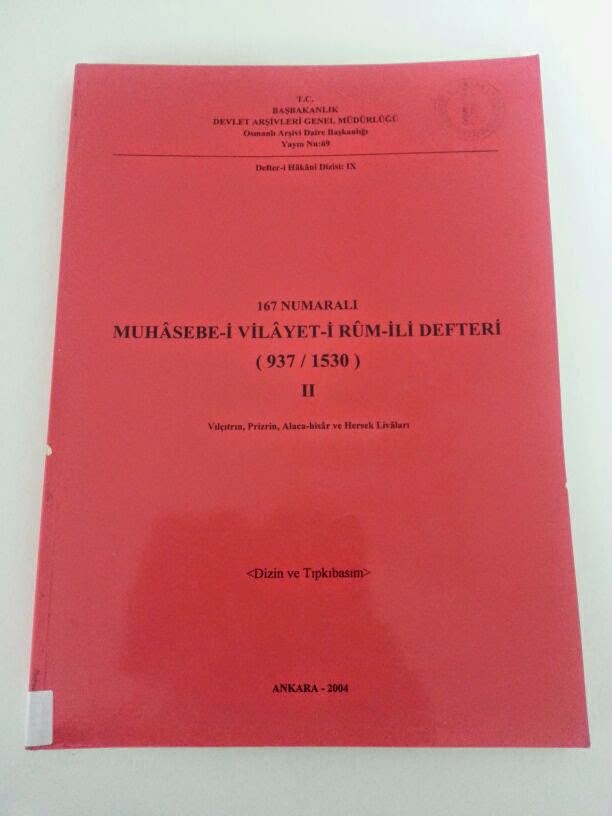 T.C.
BAŞBAKANLIK
DEVLET ARŞİVLERİ GENEL MÜDÜRLÜĞÜ
Osmanlı Arşivi Daire Başkanlığı
Yayın Nu:69
Defter-i Hâkânî Dizisi: IX
167 NUMARALI
MUHÂSEBE-İ VİLÂYET-İ RÛM-İLİ DEFTERİ
( 937 / 1530 )
II
Vılçıtrın, Prizrin, Alaca-hisâr ve Hersek Livâları
<Dizin ve Tıpkıbasım>
ANKARA - 2004